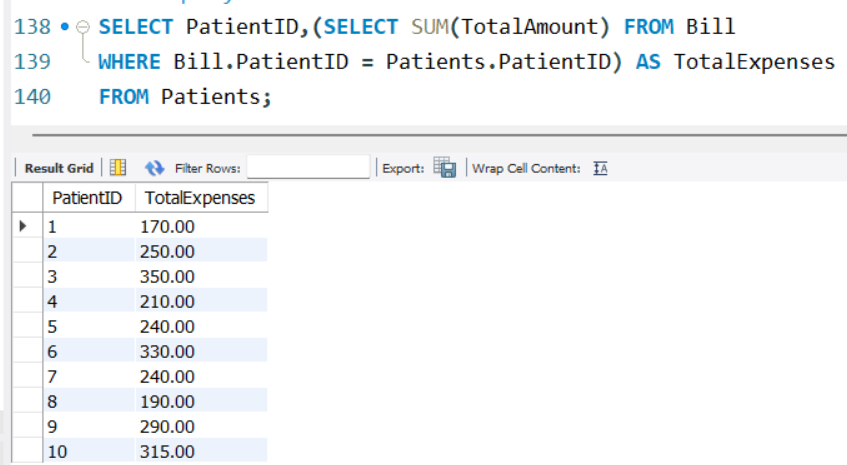 138 SELECT PatientID,(SELECT SUM(TotalAmount) FROM Bill
139 WHERE Bill.PatientID = Patients.PatientID) AS TotalExpenses
140 FROM Patients;
Result Grid Filter Rows: Export: Wrap Cell Content:
PatientID TotalExpenses
1 170.00
2 250.00
3 350.00
4 210.00
5 240.00
6 330.00
7 240.00
8 190.00
9 290.00
10 315.00